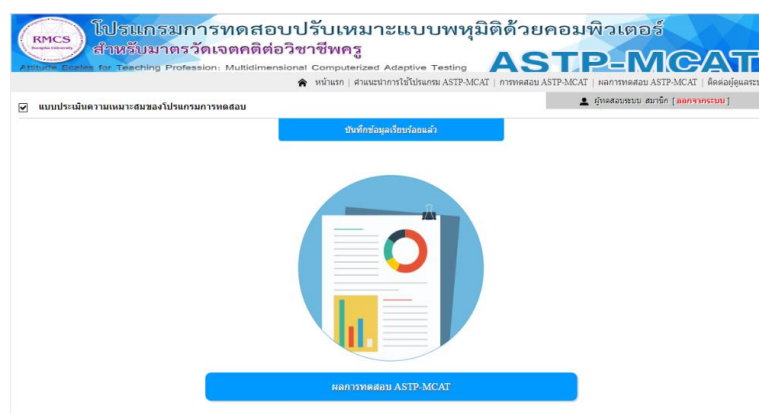 RMCS
โปรแกรมการทดสอบปรับเหมาะแบบพหุมิติด้วยคอมพิวเตอร์
สำหรับมาตรวัดเจตคติต่อวิชาชีพครู
Attitude Scales for Teaching Profession: Multidimensional Computerized Adaptive Testing
ASTP-MCAT
หน้าแรก | คำแนะนำการใช้โปรแกรม ASTP-MCAT | การทดสอบ ASTP-MCAT | ผลการทดสอบ ASTP-MCAT | ติดต่อผู้ดูแลระบบ
แบบประเมินความเหมาะสมของโปรแกรมการทดสอบ
ผู้ทดสอบระบบ สมาชิก [ออกจากระบบ]
บันทึกข้อมูลเรียบร้อยแล้ว
ผลการทดสอบ ASTP-MCAT